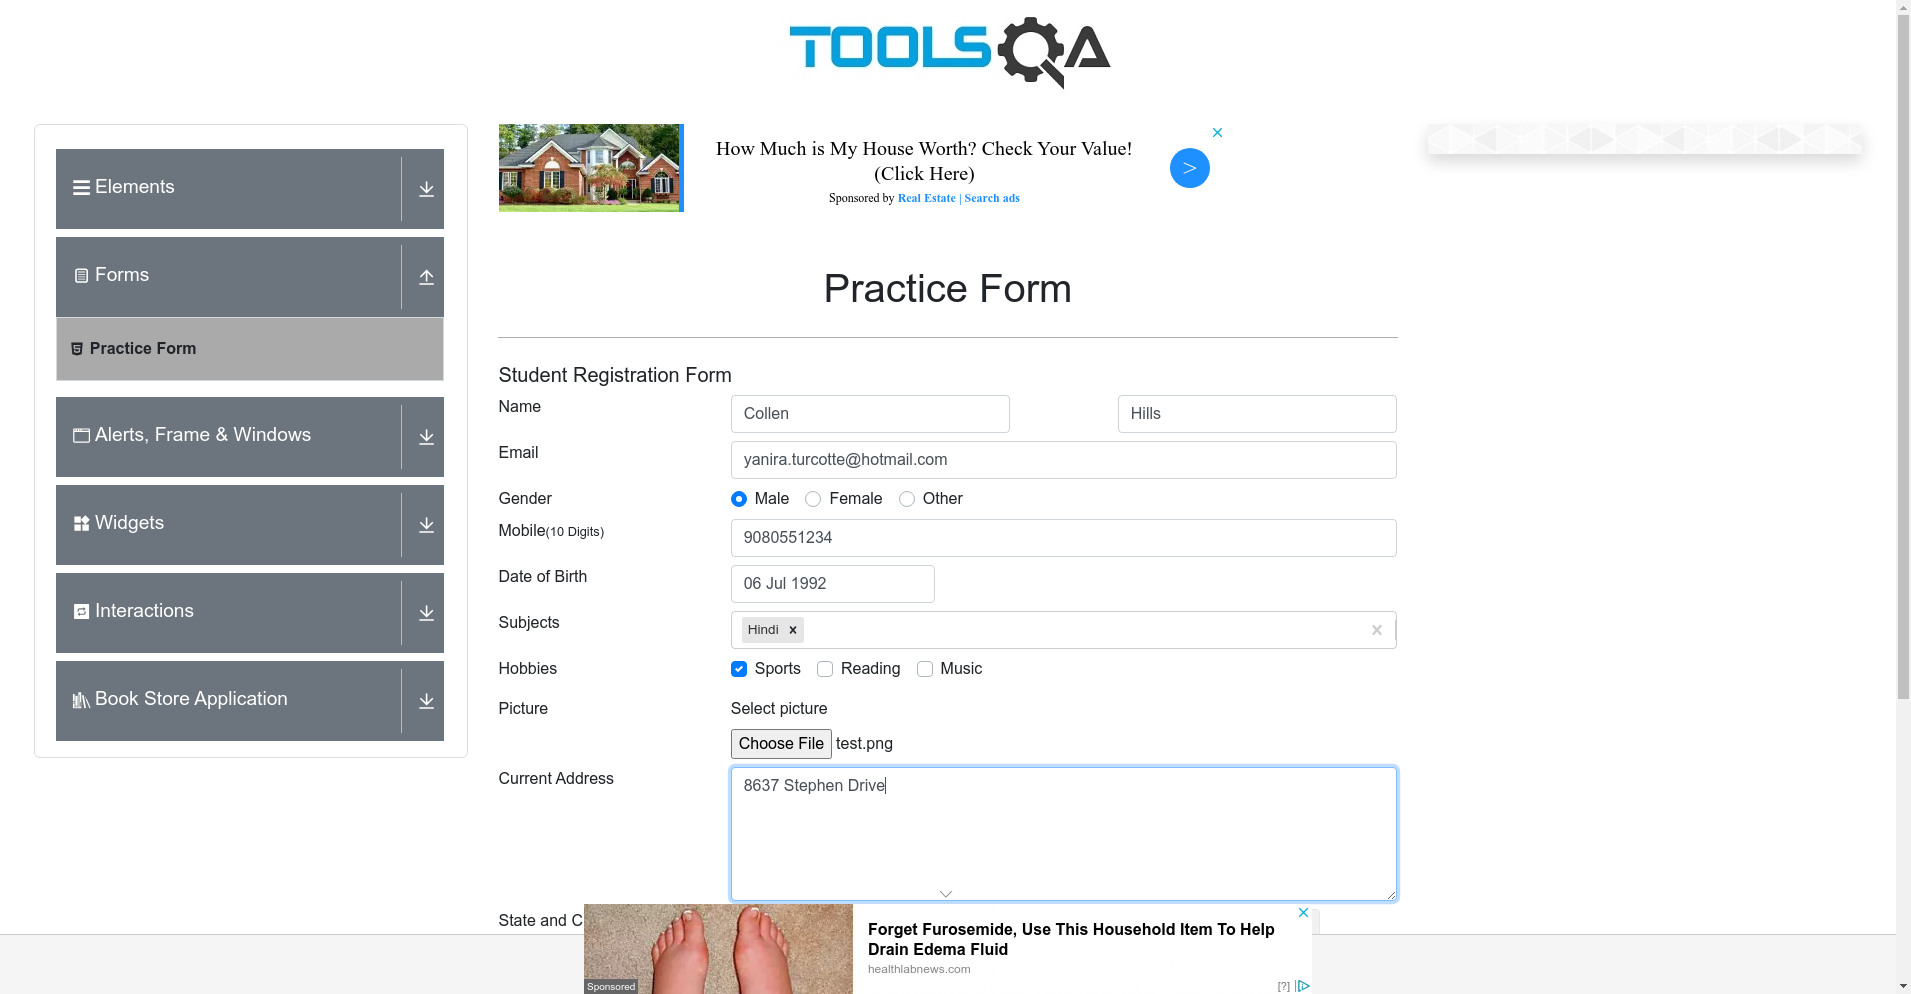 TOOLSQA
Elements
Forms
Practice Form
Alerts, Frame & Windows
Widgets
Interactions
Book Store Application
How Much is My House Worth? Check Your Value!
(Click Here)
Sponsored by Real Estate | Search ads
>
Practice Form
Student Registration Form
Name Collen Hills
Email yanira.turcotte@hotmail.com
Gender Male Female Other
Mobile(10 Digits) 9080551234
Date of Birth 06 Jul 1992
Subjects Hindi
Hobbies Sports Reading Music
Picture Select picture
Choose File test.png
Current Address 8637 Stephen Drive
State and C
Forget Furosemide, Use This Household Item To Help
Drain Edema Fluid
healthlabnews.com
Sponsored
[?]